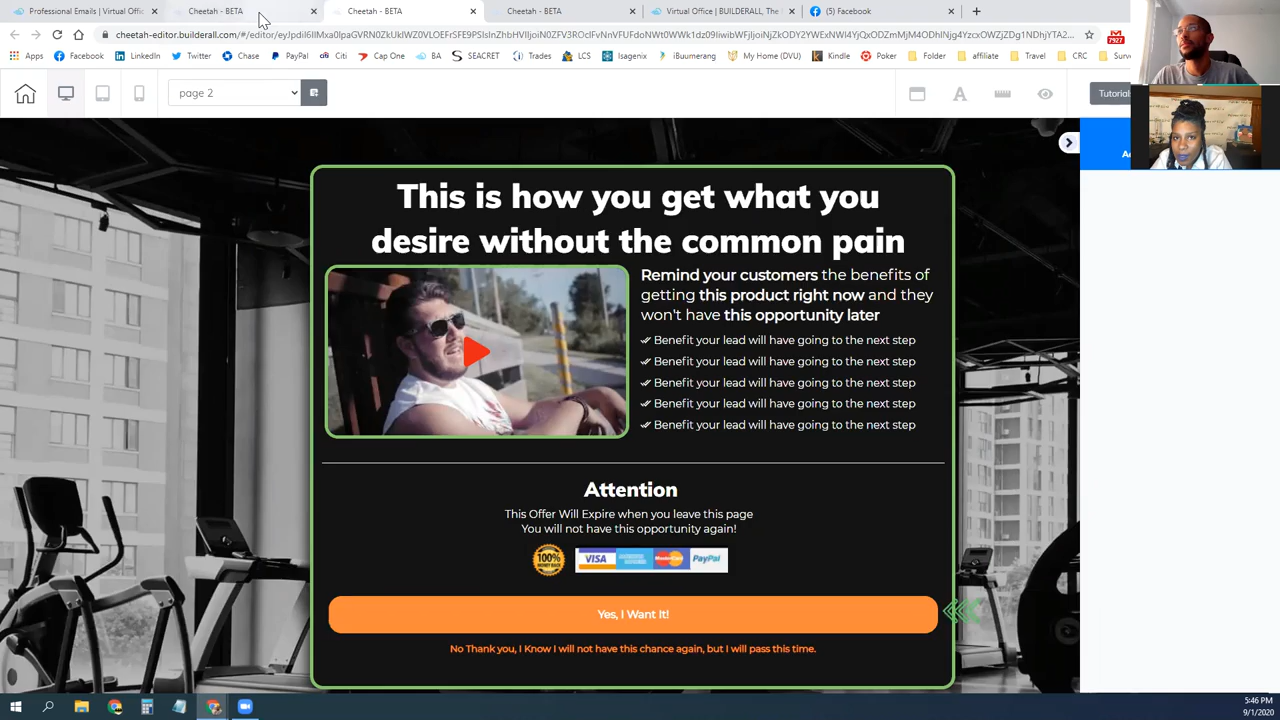 Professional Emails | Virtual Offic
Cheetah - BETA
Cheetah - BETA
Cheetah - BETA
Virtual Office | BUILDERALL, The
(5) Facebook
Apps
Facebook
Twitter
LinkedIn
Chase
PayPal
Citi
Cap One
BA
SEACRET
Trades
LCS
Isagenix
iBuumerang
My Home (DVU)
Kindle
Poker
Folder
affiliate
Travel
CRC
Surve
7927
page 2
Tutorial
This is how you get what you
desire without the common pain
Remind your customers the benefits of
getting this product right now and they
won't have this opportunity later
Benefit your lead will have going to the next step
Benefit your lead will have going to the next step
Benefit your lead will have going to the next step
Benefit your lead will have going to the next step
Benefit your lead will have going to the next step
Attention
This Offer Will Expire when you leave this page
You will not have this opportunity again!
100%
MONEY BACK
VISA
AMERICAN EXPRESS
MasterCard
PayPal
Yes, I Want It!
No Thank you, I Know I will not have this chance again, but I will pass this time.
5:46 PM
9/1/2020